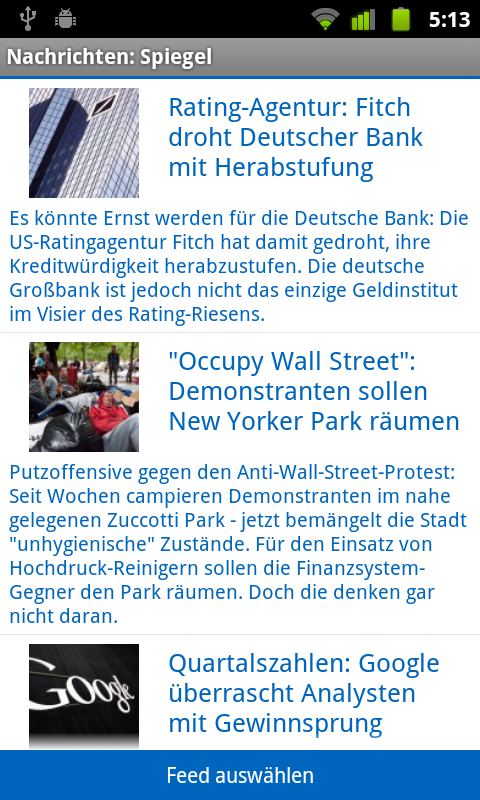 5:13
Nachrichten: Spiegel
Rating-Agentur: Fitch
droht Deutscher Bank
mit Herabstufung
Es könnte Ernst werden für die Deutsche Bank: Die
US-Ratingagentur Fitch hat damit gedroht, ihre
Kreditwürdigkeit herabzustufen. Die deutsche
Großbank ist jedoch nicht das einzige Geldinstitut
im Visier des Rating-Riesens.
"Occupy Wall Street":
Demonstranten sollen
New Yorker Park räumen
Putzoffensive gegen den Anti-Wall-Street-Protest:
Seit Wochen campieren Demonstranten im nahe
gelegenen Zuccotti Park - jetzt bemängelt die Stadt
"unhygienische" Zustände. Für den Einsatz von
Hochdruck-Reinigern sollen die Finanzsystem-
Gegner den Park räumen. Doch die denken gar
nicht daran.
Google
Quartalszahlen: Google
überrascht Analysten
mit Gewinnsprung
Feed auswählen